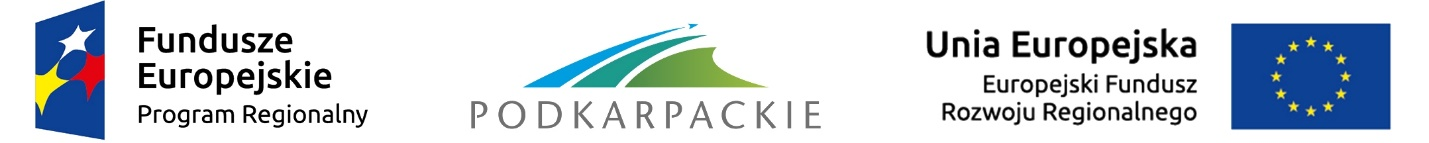 Fundusze
Europejskie
Program Regionalny
PODKARPACKIE
Unia Europejska
Europejski Fundusz
Rozwoju Regionalnego